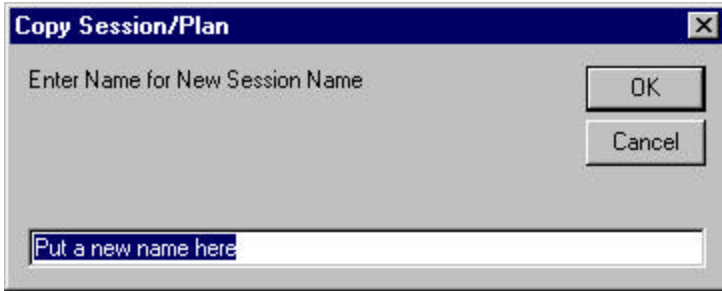 Copy Session/Plan
Enter Name for New Session Name
OK
Cancel
Put a new name here